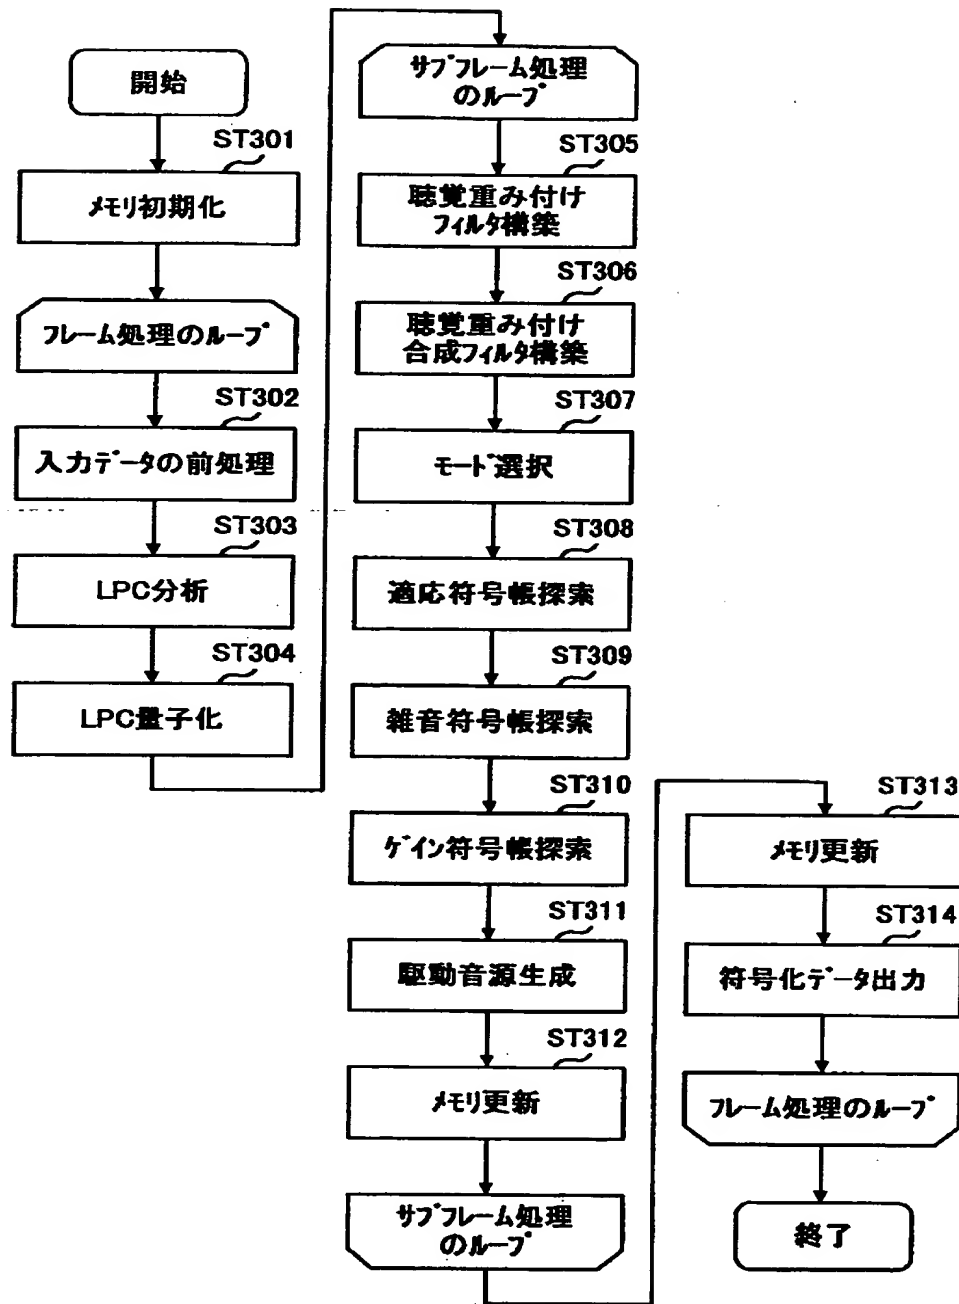 開始
ST301
メモリ初期化
フレーム処理のループ
ST302
入力データの前処理
ST303
LPC分析
ST304
LPC量子化
サブフレーム処理
のループ
ST305
聴覚重み付け
フィルタ構築
ST306
聴覚重み付け
合成フィルタ構築
ST307
モード選択
ST308
適応符号帳探索
ST309
雑音符号帳探索
ST310
ゲイン符号帳探索
ST311
駆動音源生成
ST312
メモリ更新
サブフレーム処理
のループ
ST313
メモリ更新
ST314
符号化データ出力
フレーム処理のループ
終了